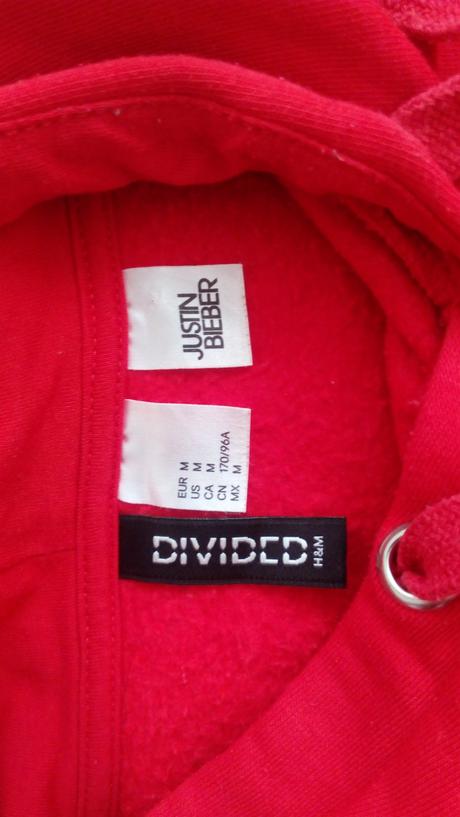 JUSTIN
BIEBER
EUR M
US M
CA M
CN 170/96A
MX M
DIVIDED
H&M